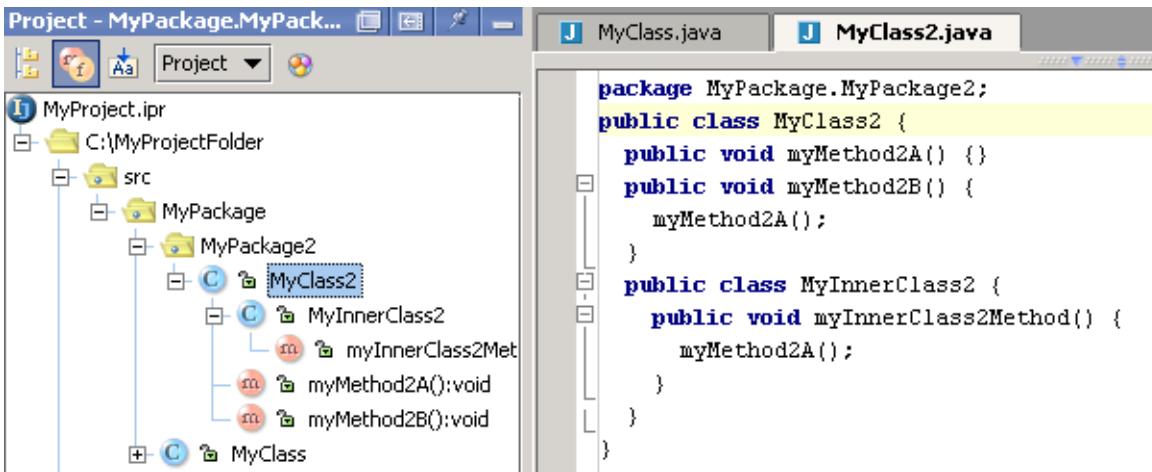 Project - MyPackage.MyPack...
Project
MyProject.ipr
C:\MyProjectFolder
src
MyPackage
MyPackage2
MyClass2
MyInnerClass2
myInnerClass2Met
myMethod2A():void
myMethod2B():void
MyClass
MyClass.java
MyClass2.java
package MyPackage.MyPackage2;
public class MyClass2 {
public void myMethod2A() {}
public void myMethod2B() {
myMethod2A();
}
public class MyInnerClass2 {
public void myInnerClass2Method() {
myMethod2A();
}
}
}